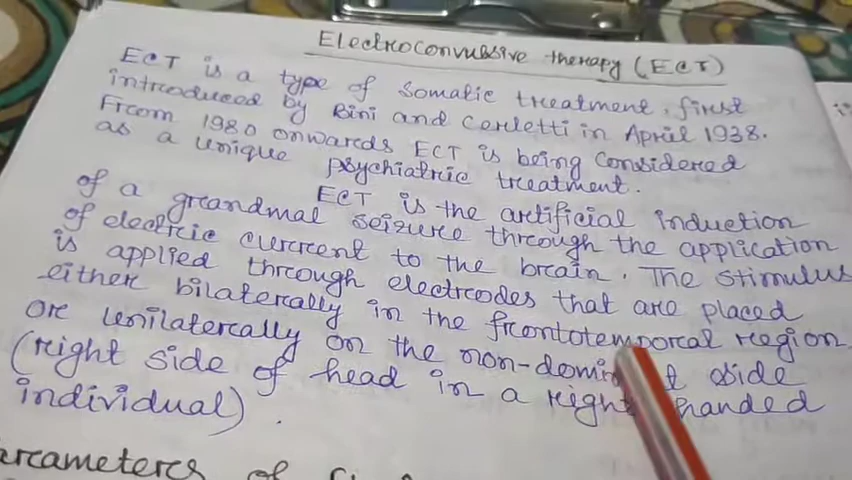 Electroconvulsive therapy (ECT)
ECT is a type of somatic treatment, first
introduced by Bini and Cerletti in April 1938.
From 1980 onwards ECT is being considered
as a unique psychiatric treatment.
ECT is the artificial induction
of a grandmal seizure through the application
of electric current to the brain. The stimulus
is applied through electrodes that are placed
either bilaterally in the frontotemporal region
or unilaterally on the non-dominant side
(right side of head in a right handed
individual).
of